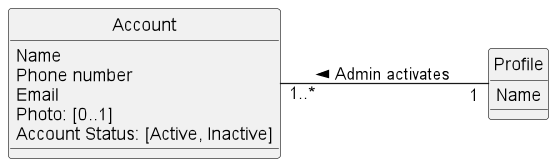 Account
Name
Phone number
Email
Photo: [0..1]
Account Status: [Active, Inactive]
◄ Admin activates
1..*
1
Profile
Name